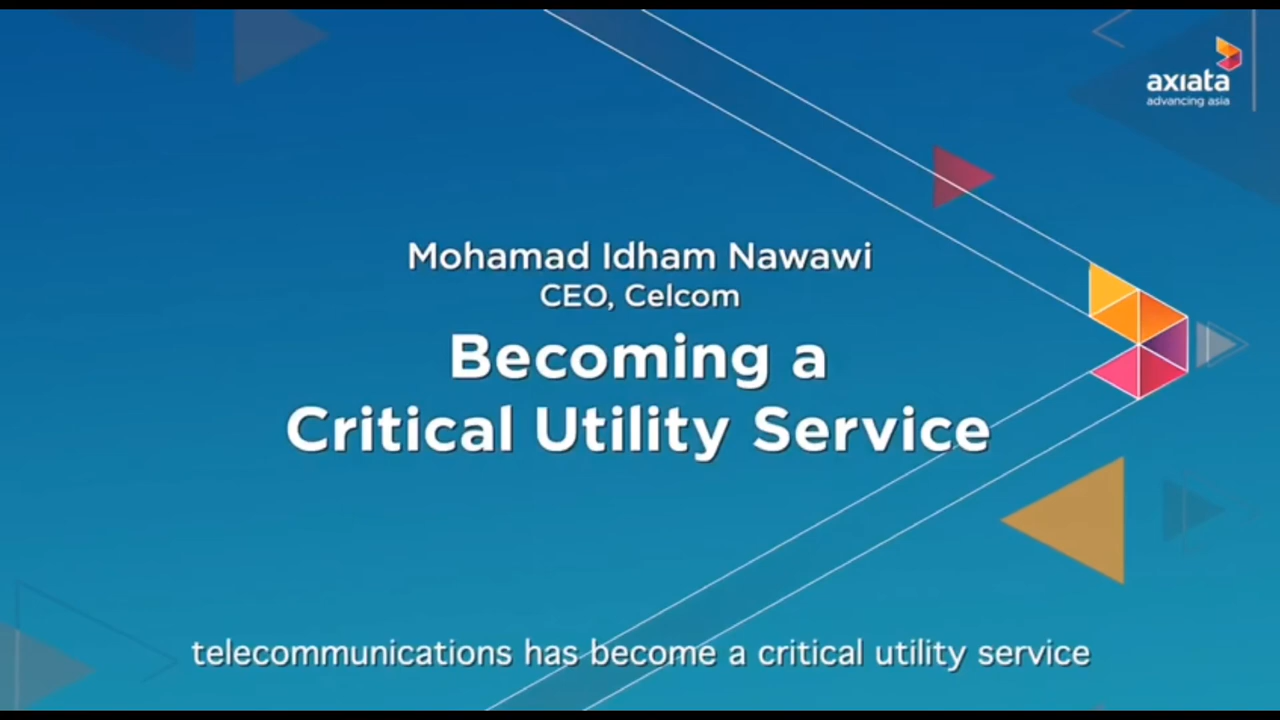 axiata
advancing asia
Mohamad Idham Nawawi
CEO, Celcom
Becoming a
Critical Utility Service
telecommunications has become a critical utility service